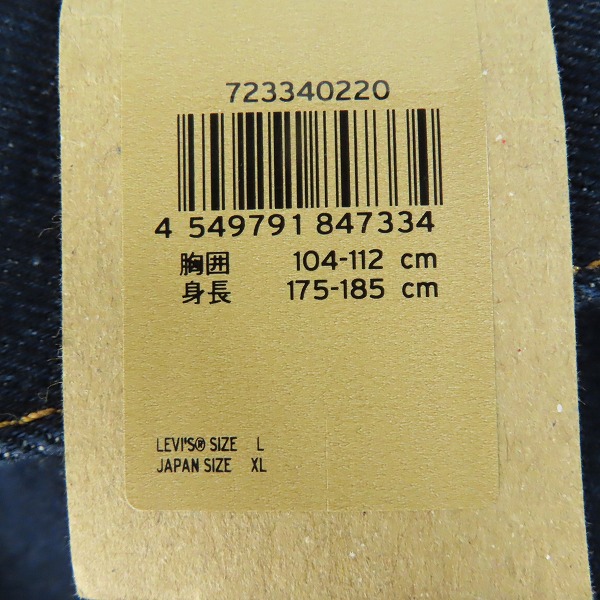 723340220
4 549791 847334
胸囲 104-112 cm
身長 175-185 cm
LEVI'S® SIZE L
JAPAN SIZE XL